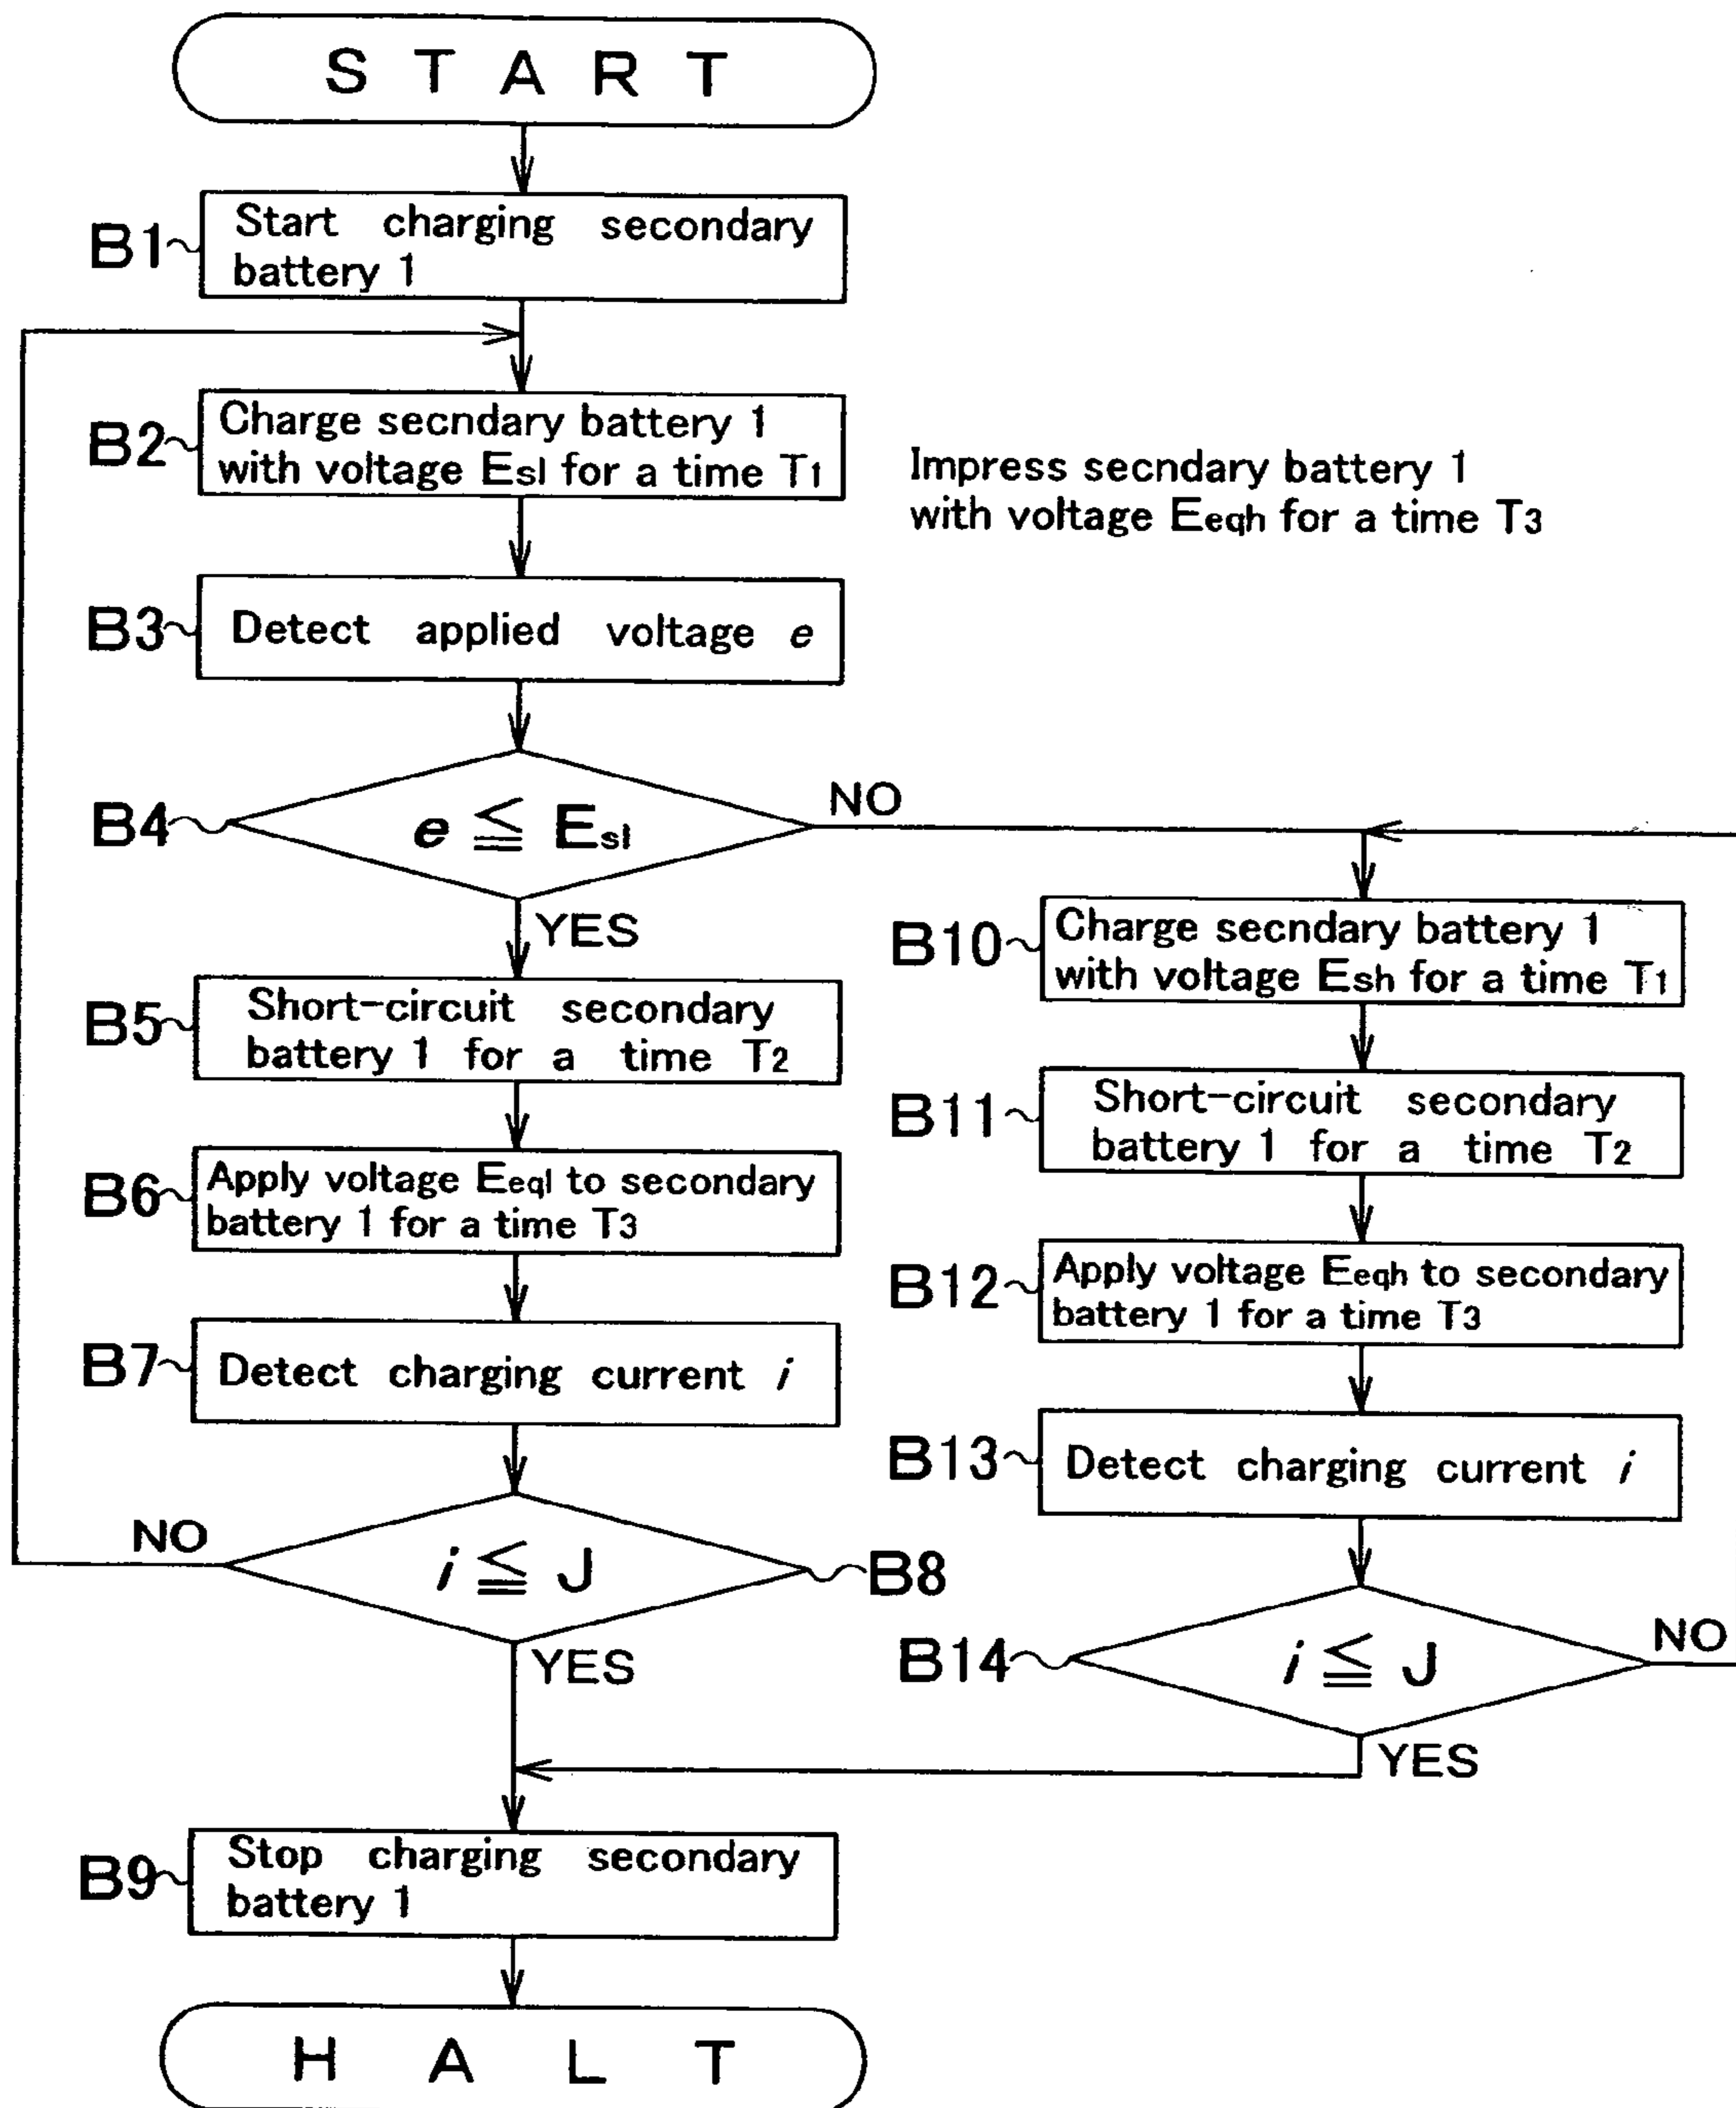 START
B1
Start charging secondary
battery 1
B2
Charge secndary battery 1
with voltage Esl for a time T1
Impress secndary battery 1
with voltage Eeqh for a time T3
B3
Detect applied voltage e
B4
e ≦ Esl
NO
YES
B5
Short-circuit secondary
battery 1 for a time T2
B6
Apply voltage Eeql to secondary
battery 1 for a time T3
B7
Detect charging current i
NO
i ≦ J
B8
YES
B10
Charge secndary battery 1
with voltage Esh for a time T1
B11
Short-circuit secondary
battery 1 for a time T2
B12
Apply voltage Eeqh to secondary
battery 1 for a time T3
B13
Detect charging current i
B14
i ≦ J
NO
YES
B9
Stop charging secondary
battery 1
HALT